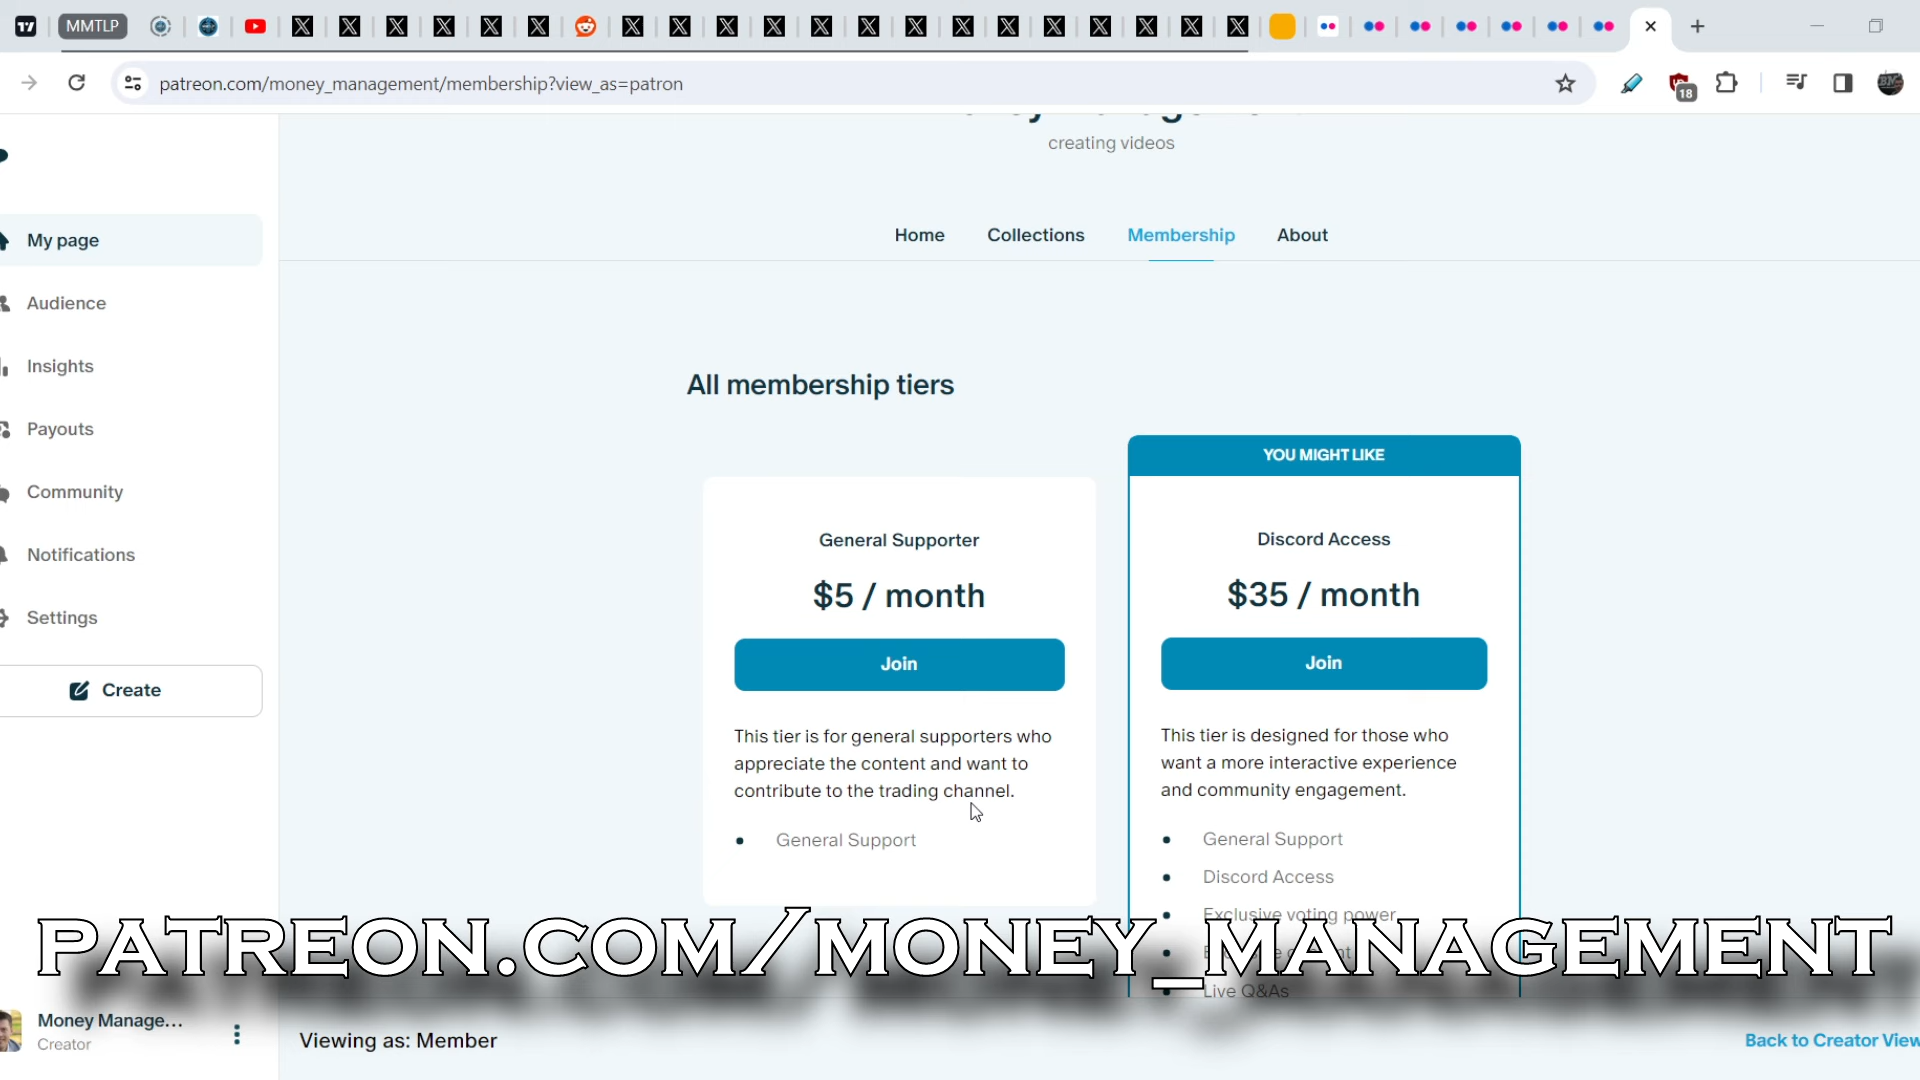 MMTLP
patreon.com/money_management/membership?view_as=patron
18
creating videos
My page
Home
Collections
Membership
About
Audience
Insights
All membership tiers
Payouts
YOU MIGHT LIKE
Community
General Supporter
Discord Access
Notifications
$5 / month
$35 / month
Settings
Join
Join
Create
This tier is for general supporters who
appreciate the content and want to
contribute to the trading channel.
This tier is designed for those who
want a more interactive experience
and community engagement.
General Support
General Support
Discord Access
Exclusive voting power
PATREON.COM/MONEY_MANAGEMENT
Live Q&As
Money Manage...
Creator
Viewing as: Member
Back to Creator View